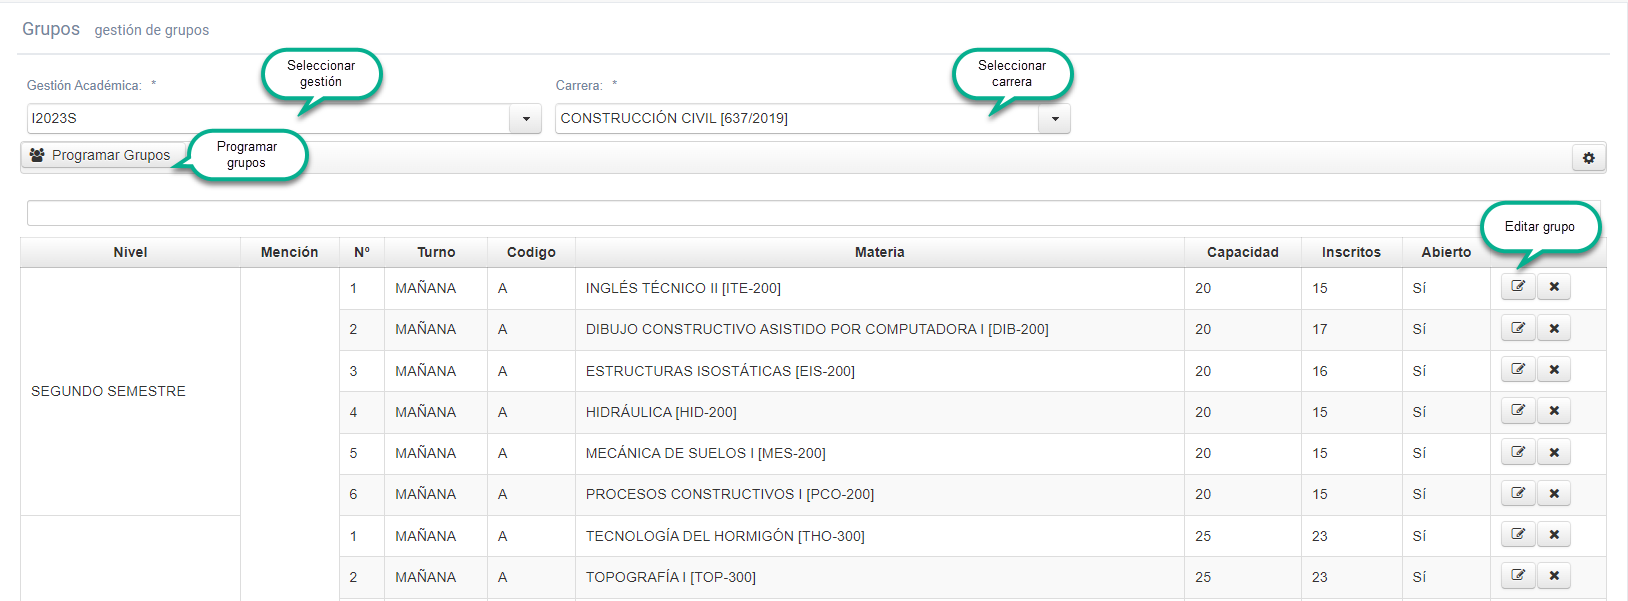 Grupos gestión de grupos
Seleccionar
gestión
Seleccionar
carrera
Gestión Académica: *
Carrera: *
I2023S
CONSTRUCCIÓN CIVIL [637/2019]
Programar Grupos
Programar
grupos
Editar grupo
Nivel Mención Nº Turno Codigo Materia Capacidad Inscritos Abierto
1 MAÑANA A INGLÉS TÉCNICO II [ITE-200] 20 15 Sí
2 MAÑANA A DIBUJO CONSTRUCTIVO ASISTIDO POR COMPUTADORA I [DIB-200] 20 17 Sí
3 MAÑANA A ESTRUCTURAS ISOSTÁTICAS [EIS-200] 20 16 Sí
SEGUNDO SEMESTRE
4 MAÑANA A HIDRÁULICA [HID-200] 20 15 Sí
5 MAÑANA A MECÁNICA DE SUELOS I [MES-200] 20 15 Sí
6 MAÑANA A PROCESOS CONSTRUCTIVOS I [PCO-200] 20 15 Sí
1 MAÑANA A TECNOLOGÍA DEL HORMIGÓN [THO-300] 25 23 Sí
2 MAÑANA A TOPOGRAFÍA I [TOP-300] 25 23 Sí